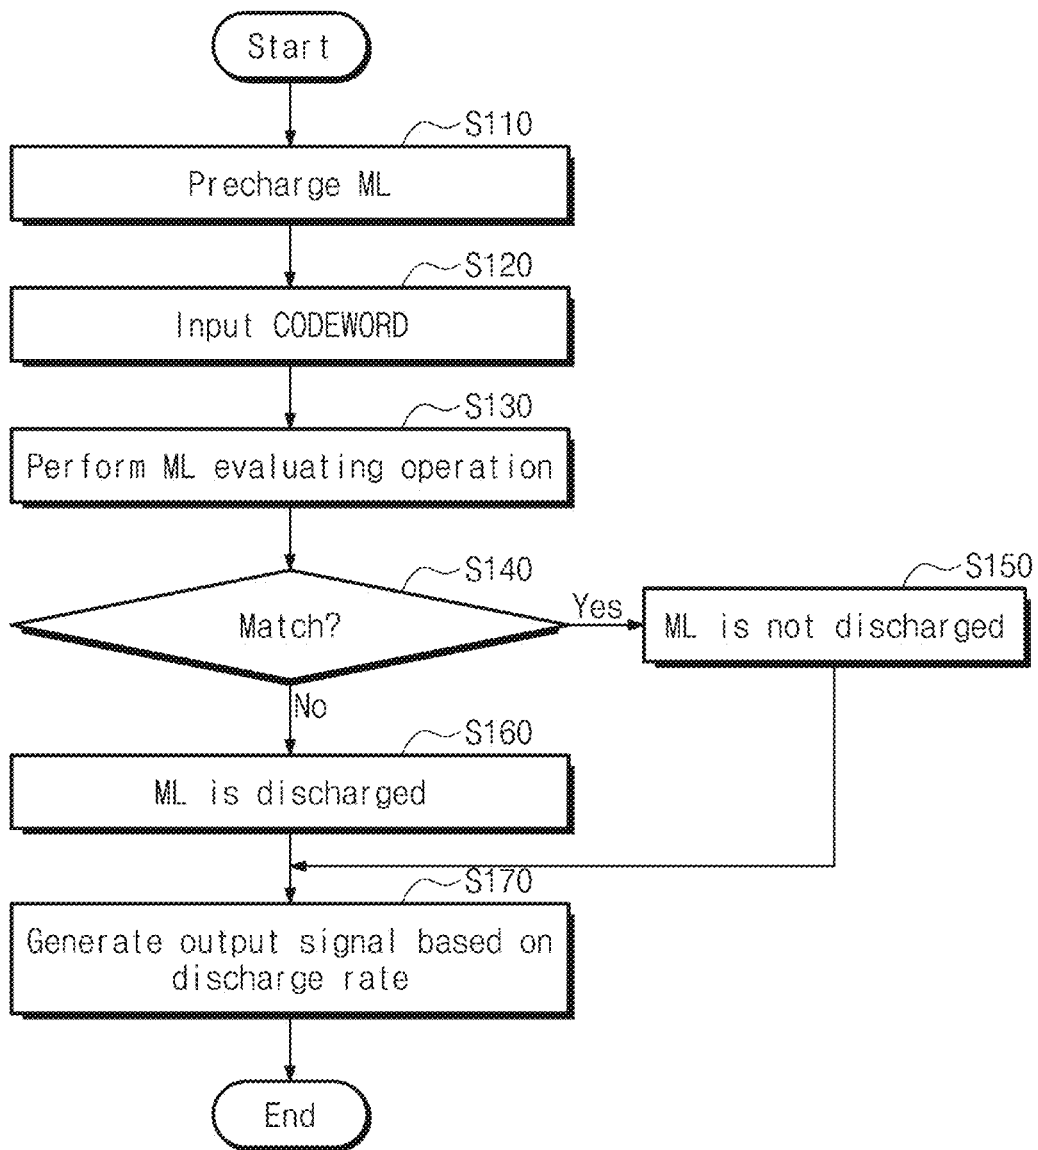 Start
S110
Precharge ML
S120
Input CODEWORD
S130
Perform ML evaluating operation
S140
Match?
Yes
S150
ML is not discharged
No
S160
ML is discharged
S170
Generate output signal based on
discharge rate
End